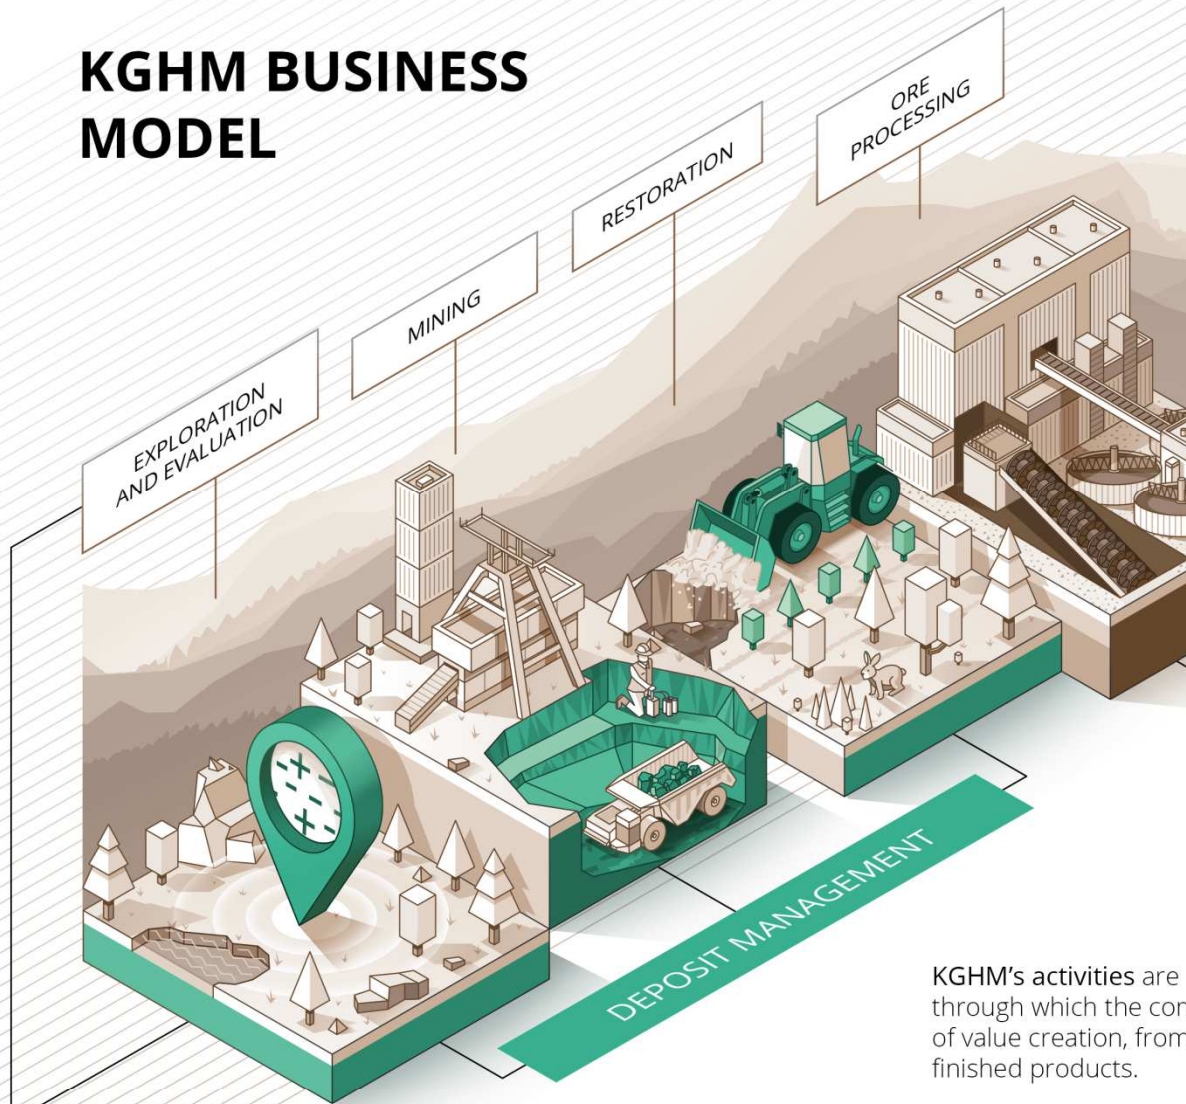 KGHM BUSINESS
MODEL
ORE
PROCESSING
RESTORATION
MINING
EXPLORATION
AND EVALUATION
DEPOSIT MANAGEMENT
KGHM’s activities are
through which the
of value creation, from
finished products.